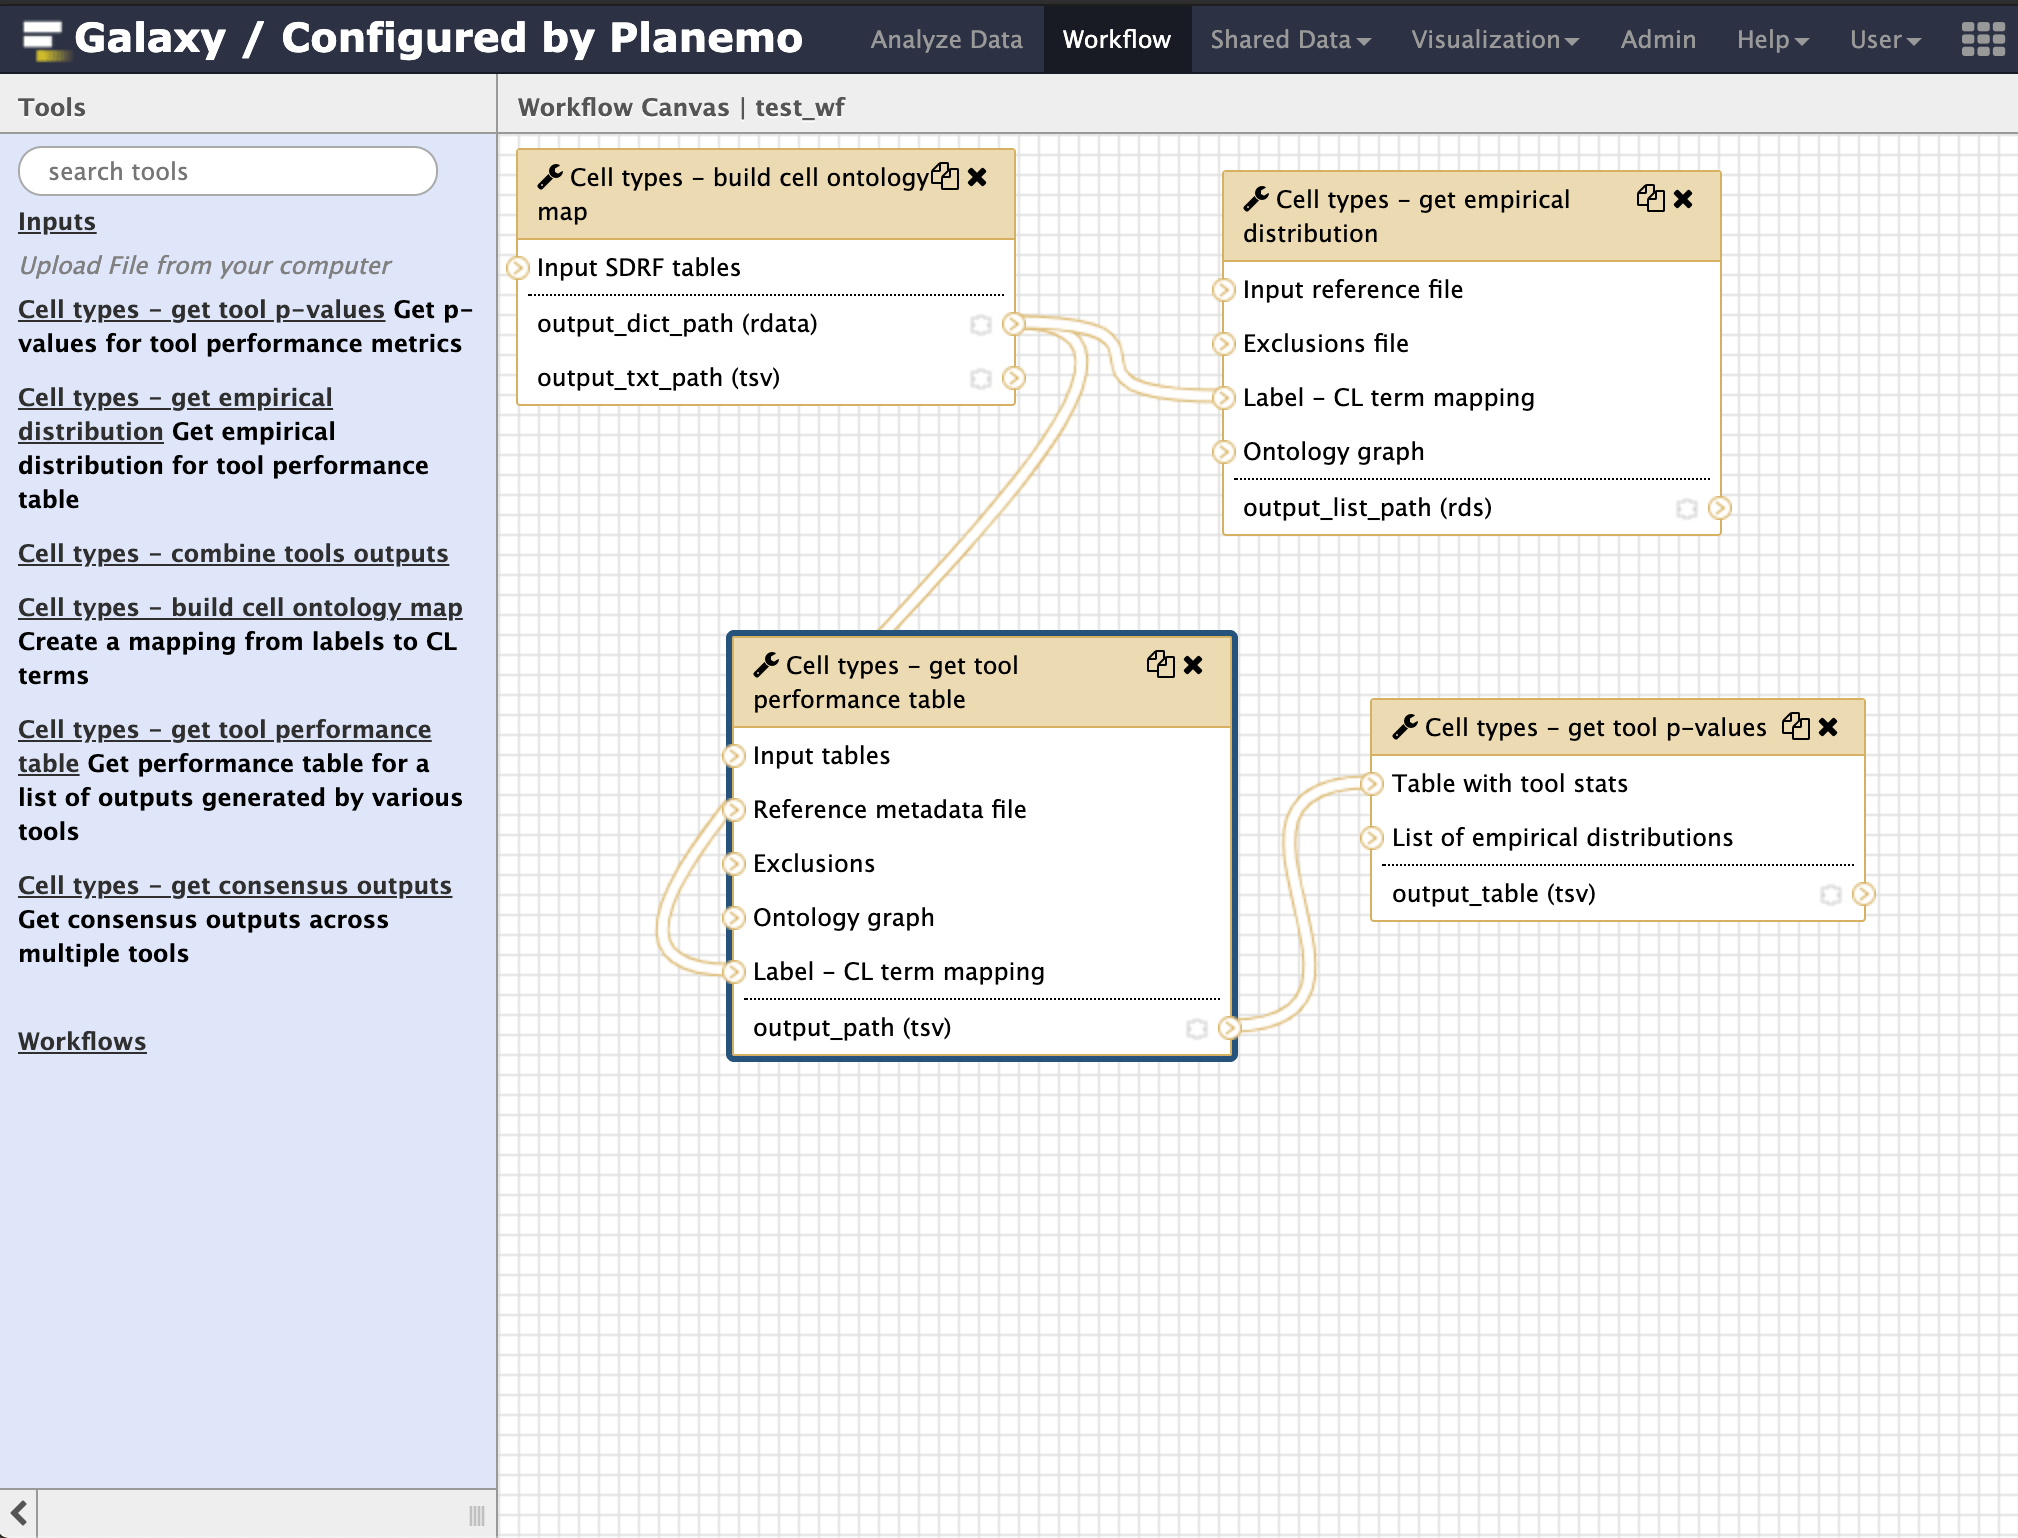 Galaxy / Configured by Planemo
Analyze Data
Workflow
Shared Data
Visualization
Admin
Help
User
Tools
search tools
Inputs
Upload File from your computer
Cell types - get tool p-values Get p-
values for tool performance metrics
Cell types - get empirical
distribution Get empirical
distribution for tool performance
table
Cell types - combine tools outputs
Cell types - build cell ontology map
Create a mapping from labels to CL
terms
Cell types - get tool performance
table Get performance table for a
list of outputs generated by various
tools
Cell types - get consensus outputs
Get consensus outputs across
multiple tools
Workflows
Workflow Canvas | test_wf
Cell types - build cell ontology
map
Input SDRF tables
output_dict_path (rdata)
output_txt_path (tsv)
Cell types - get empirical
distribution
Input reference file
Exclusions file
Label - CL term mapping
Ontology graph
output_list_path (rds)
Cell types - get tool
performance table
Input tables
Reference metadata file
Exclusions
Ontology graph
Label - CL term mapping
output_path (tsv)
Cell types - get tool p-values
Table with tool stats
List of empirical distributions
output_table (tsv)